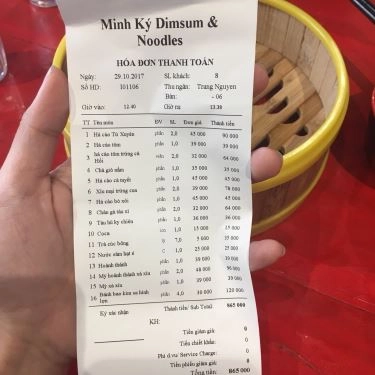 Minh Ký Dimsum &
Noodles
HÓA ĐƠN THANH TOÁN
Ngày: 29.10.2017 SL khách: 8
Số HD: 101106 Thu ngân: Trang Nguyen
Bàn: - 06
Giờ vào: 12.40 Giờ ra 13.38
TT Tên món ĐV SL Đơn giá Thành tiền
1 Há cảo Tứ Xuyên phần 2,0 45 000 90 000
2 Há cảo tôm phần 1,0 39 000 39 000
3 há cảo tôm trứng cá Hồi viên 2,0 32 000 64 000
4 Chả giò nấm phần 1,0 35 000 35 000
5 Há cảo cá tuyết phần 1,0 45 000 45 000
6 Xíu mại trứng cua phần 2,0 39 000 78 000
7 Há cảo bó xôi phần 1,0 45 000 45 000
8 Chân gà tàu xì phần 2,0 32 000 64 000
9 Tàu hũ ky chiên phần 1,0 36 000 36 000
10 Coca 1,0 15 000 15 000
11 Trà cúc bông 7,0 5 000 35 000
12 Nước sâm hạt é 1,0 25 000 25 000
13 Hoành thánh phần 1,0 39 000 39 000
14 Mỳ hoành thánh xá xíu phần 2,0 48 000 96 000
15 Mỳ xá xíu phần 1,0 39 000 39 000
16 Bánh bao kim sa hình lợn phần 4,0 30 000 120 000
Ký xác nhận Thành tiền/ Sub Total 865 000
KH:
Tiền giảm giá: 0
Tiền chiết khấu: 0
Phí d.vụ/ Service Charge: 0
Tiền phiếu giảm giá: 0
Tổng tiền: 865 000